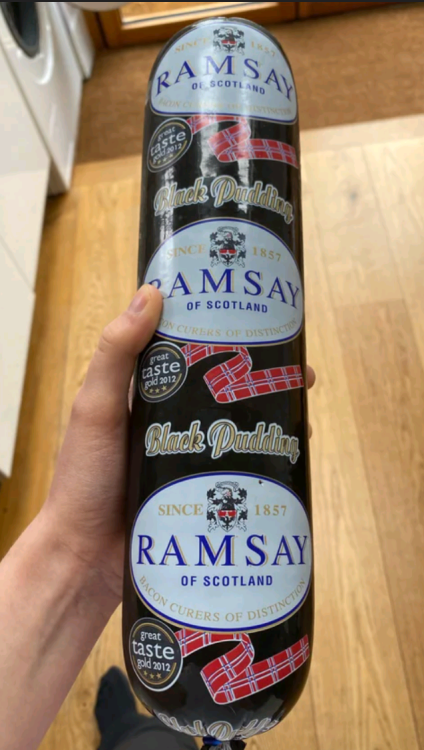 SINCE 1857
RAMSAY
OF SCOTLAND
great
taste
gold 2012
Black Pudding
SINCE 1857
RAMSAY
OF SCOTLAND
CURERS OF DISTINCTION
great
taste
gold 2012
Black Pudding
SINCE 1857
RAMSAY
OF SCOTLAND
BACON CURERS OF DISTINCTION
great
taste
gold 2012